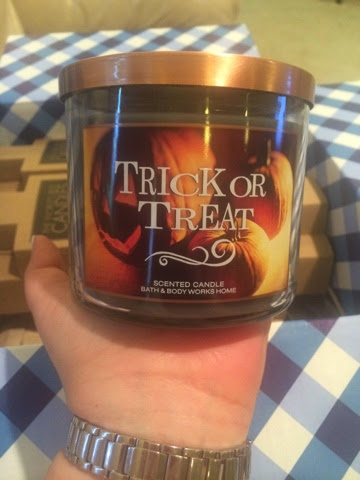 TRICK OR
TREAT
SCENTED CANDLE
BATH & BODY WORKS HOME